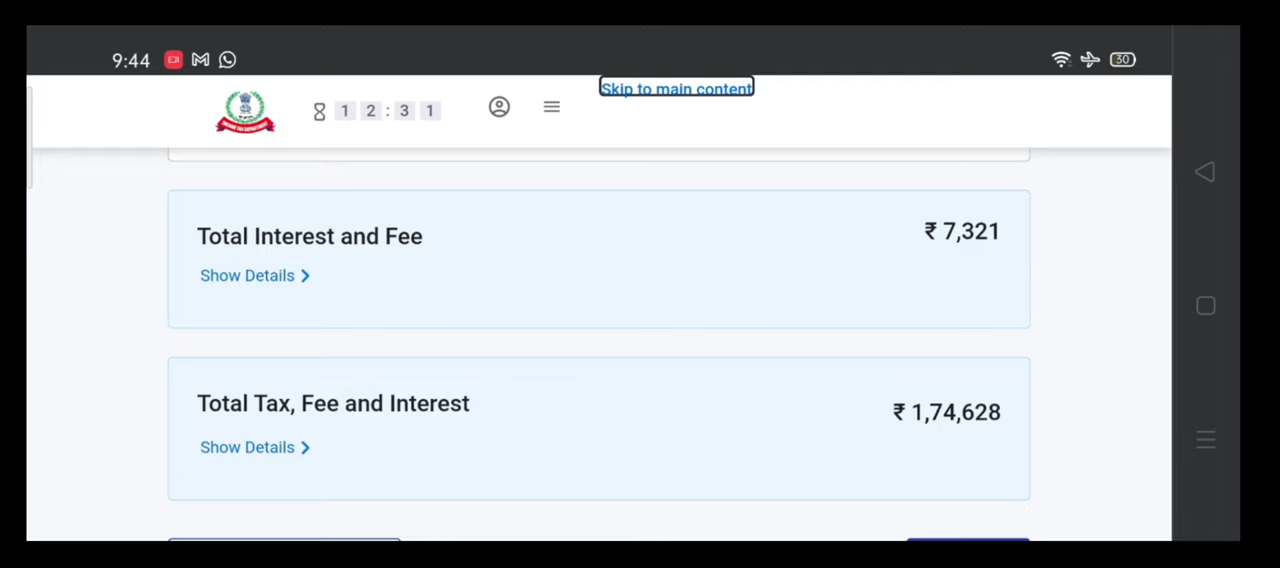 9:44
30
Skip to main content
1 2 : 3 1
Total Interest and Fee
₹ 7,321
Show Details
Total Tax, Fee and Interest
₹ 1,74,628
Show Details